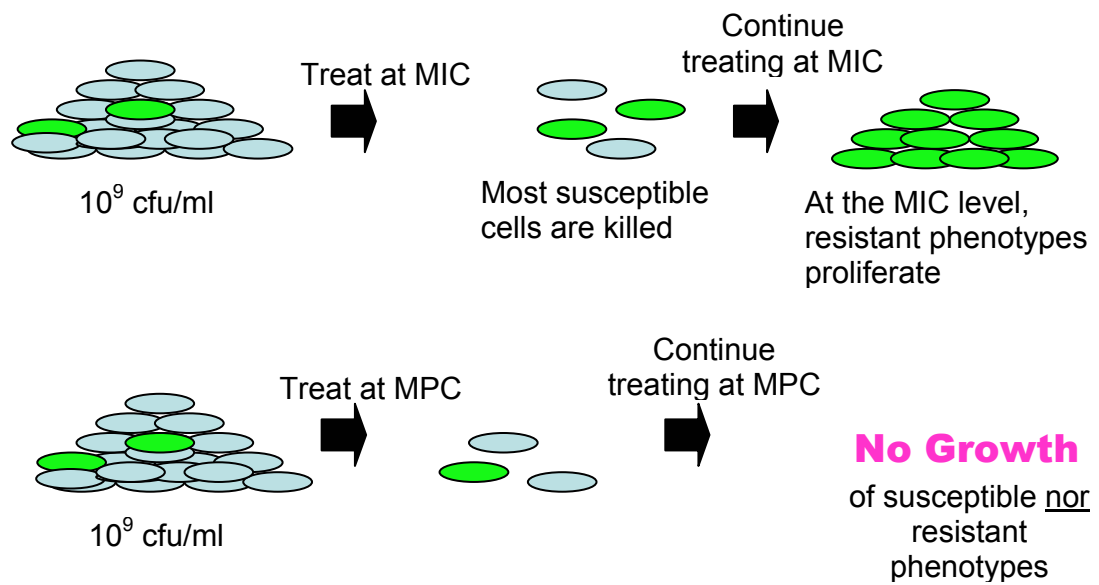 Treat at MIC
Continue
treating at MIC
10⁹ cfu/ml
Most susceptible
cells are killed
At the MIC level,
resistant phenotypes
proliferate
Treat at MPC
Continue
treating at MPC
10⁹ cfu/ml
No Growth
of susceptible nor
resistant
phenotypes